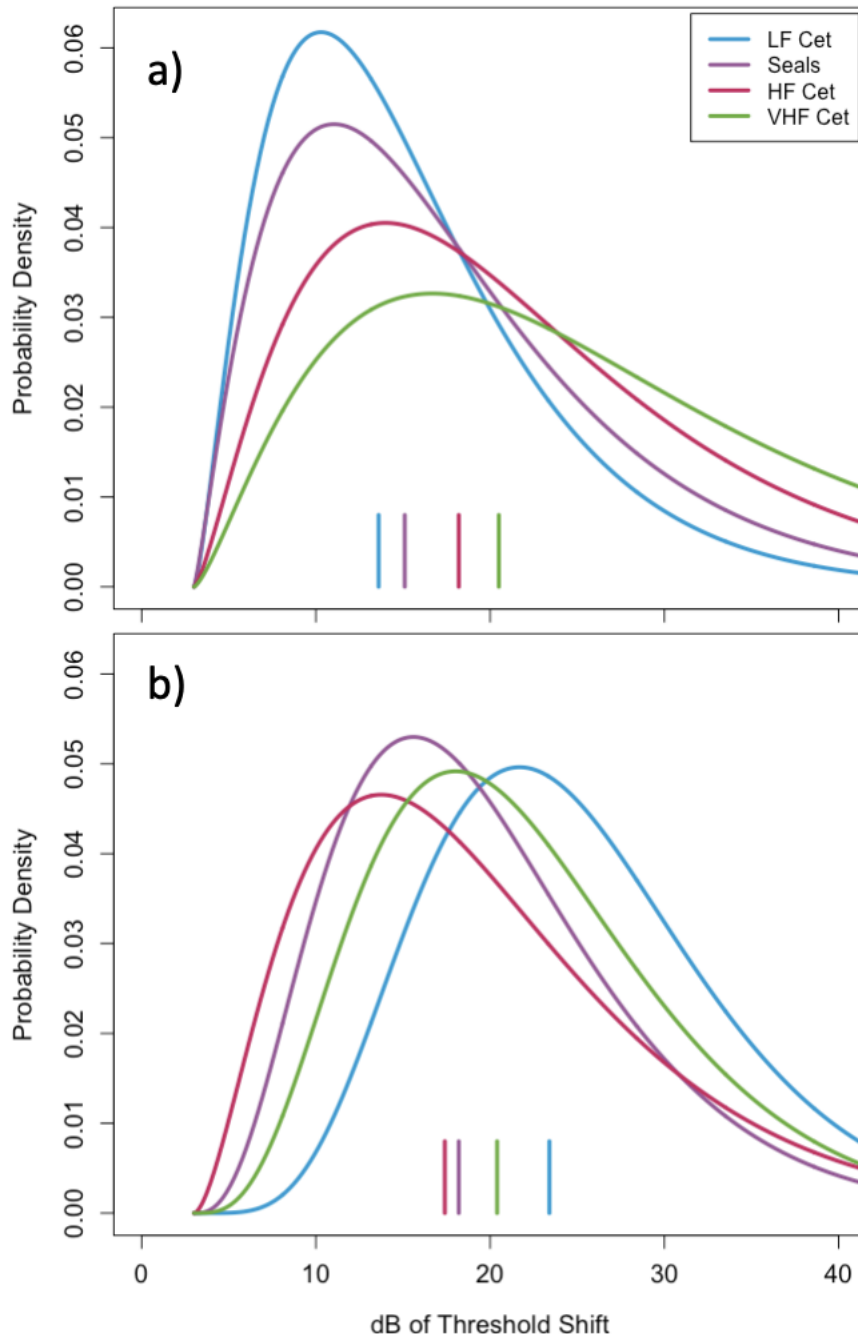 a)
LF Cet
Seals
HF Cet
VHF Cet
Probability Density
0.06
0.05
0.04
0.03
0.02
0.01
0.00
b)
Probability Density
0.06
0.05
0.04
0.03
0.02
0.01
0.00
0 10 20 30 40
dB of Threshold Shift